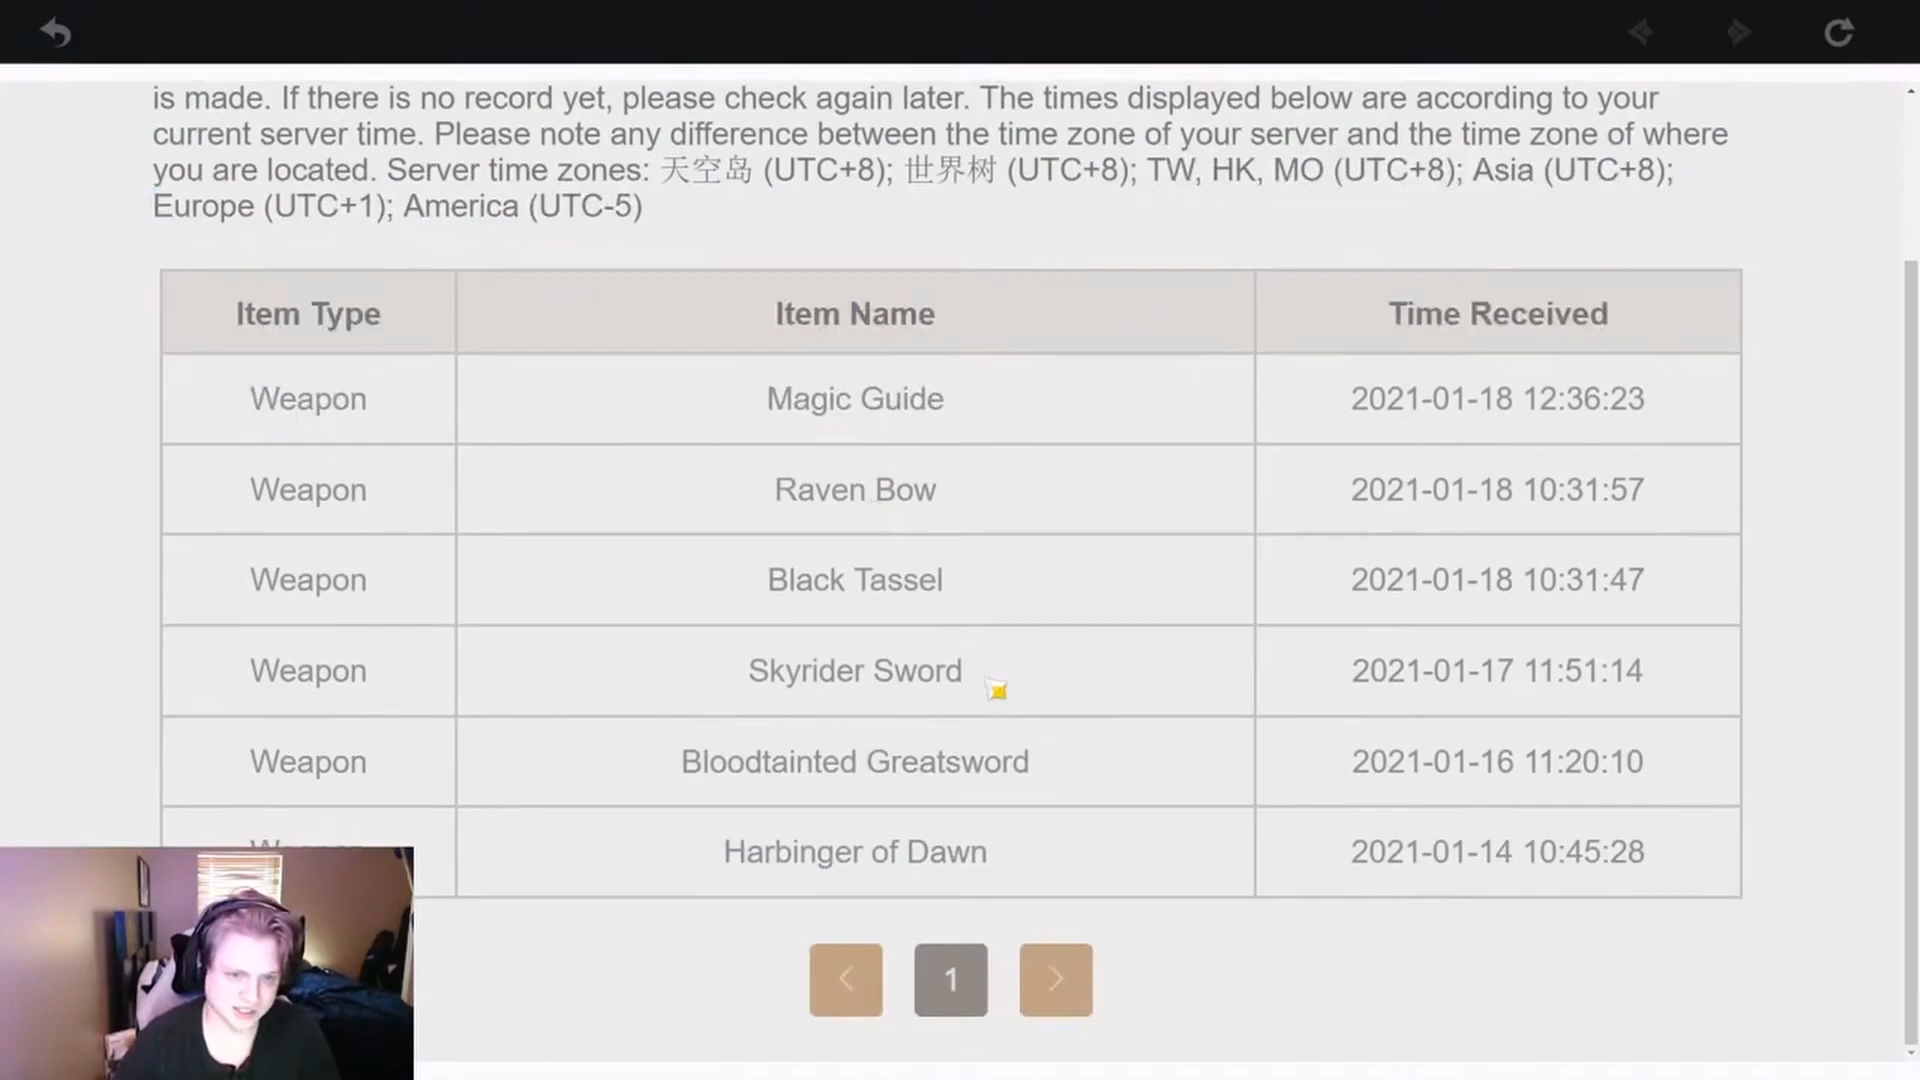 is made. If there is no record yet, please check again later. The times displayed below are according to your
current server time. Please note any difference between the time zone of your server and the time zone of where
you are located. Server time zones: 天空岛 (UTC+8); 世界树 (UTC+8); TW, HK, MO (UTC+8); Asia (UTC+8);
Europe (UTC+1); America (UTC-5)
Item Type Item Name Time Received
Weapon Magic Guide 2021-01-18 12:36:23
Weapon Raven Bow 2021-01-18 10:31:57
Weapon Black Tassel 2021-01-18 10:31:47
Weapon Skyrider Sword 2021-01-17 11:51:14
Weapon Bloodtainted Greatsword 2021-01-16 11:20:10
Harbinger of Dawn 2021-01-14 10:45:28
1